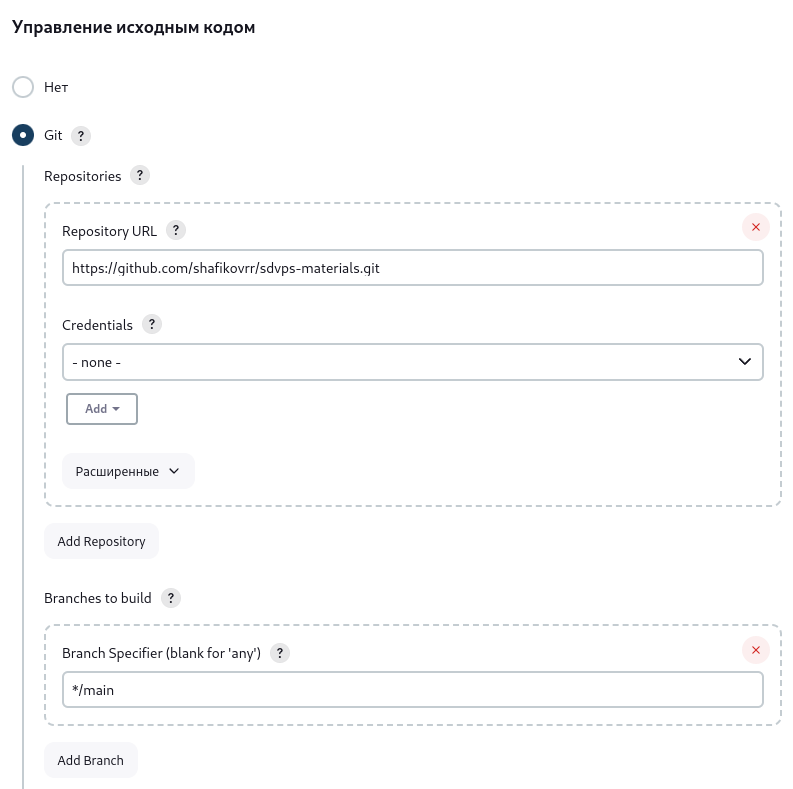 Управление исходным кодом
Нет
Git ?
Repositories ?
Repository URL ?
https://github.com/shafikovrr/sdvps-materials.git
Credentials ?
- none -
Add
Расширенные
Add Repository
Branches to build ?
Branch Specifier (blank for 'any') ?
*/main
Add Branch